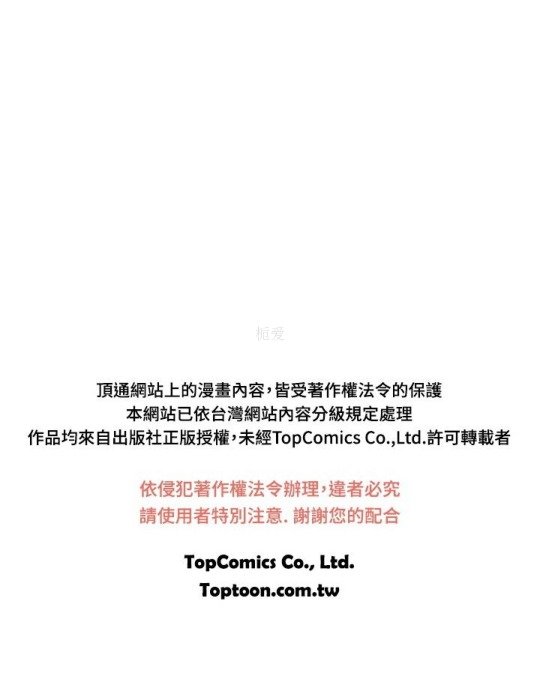 栀爱
頂通網站上的漫畫內容，皆受著作權法令的保護
本網站已依台灣網站內容分級規定處理
作品均來自出版社正版授權，未經TopComics Co.,Ltd.許可轉載者
依侵犯著作權法令辦理，違者必究
請使用者特別注意. 謝謝您的配合
TopComics Co., Ltd.
Toptoon.com.tw